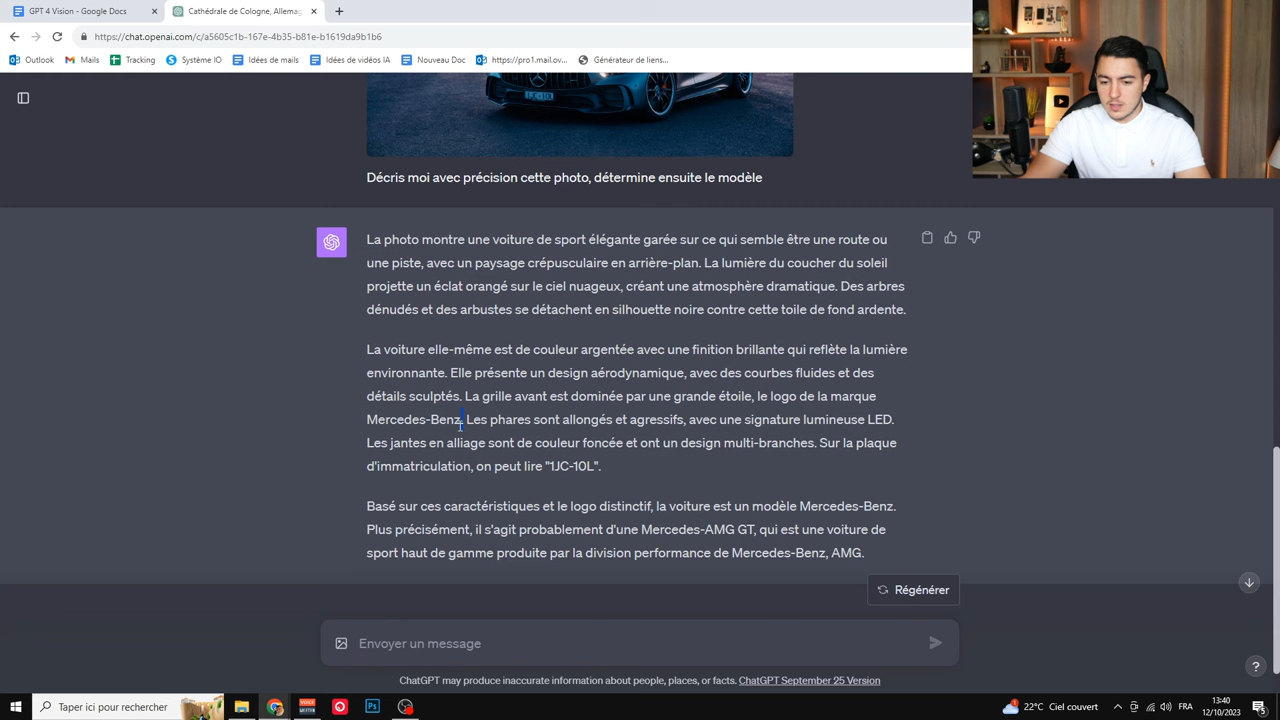 GPT 4 Vision - Google Docs
Cathédrale de Cologne, Allemag
https://chat.openai.com/c/a5605c1b-167e-4b35-b81e-b1619da9b1b6
Outlook
Mails
Tracking
Système IO
Idées de mails
Idées de vidéos IA
Nouveau Doc
https://pro1.mail.ov...
Générateur de liens...
Décris moi avec précision cette photo, détermine ensuite le modèle
La photo montre une voiture de sport élégante garée sur ce qui semble être une route ou
une piste, avec un paysage crépusculaire en arrière-plan. La lumière du coucher du soleil
projette un éclat orangé sur le ciel nuageux, créant une atmosphère dramatique. Des arbres
dénudés et des arbustes se détachent en silhouette noire contre cette toile de fond ardente.
La voiture elle-même est de couleur argentée avec une finition brillante qui reflète la lumière
environnante. Elle présente un design aérodynamique, avec des courbes fluides et des
détails sculptés. La grille avant est dominée par une grande étoile, le logo de la marque
Mercedes-Benz. Les phares sont allongés et agressifs, avec une signature lumineuse LED.
Les jantes en alliage sont de couleur foncée et ont un design multi-branches. Sur la plaque
d'immatriculation, on peut lire "1JC-10L".
Basé sur ces caractéristiques et le logo distinctif, la voiture est un modèle Mercedes-Benz.
Plus précisément, il s'agit probablement d'une Mercedes-AMG GT, qui est une voiture de
sport haut de gamme produite par la division performance de Mercedes-Benz, AMG.
Régénérer
Envoyer un message
ChatGPT may produce inaccurate information about people, places, or facts. ChatGPT September 25 Version
?
Taper ici pour rechercher
Ps
22°C Ciel couvert
FRA
13:40
12/10/2023